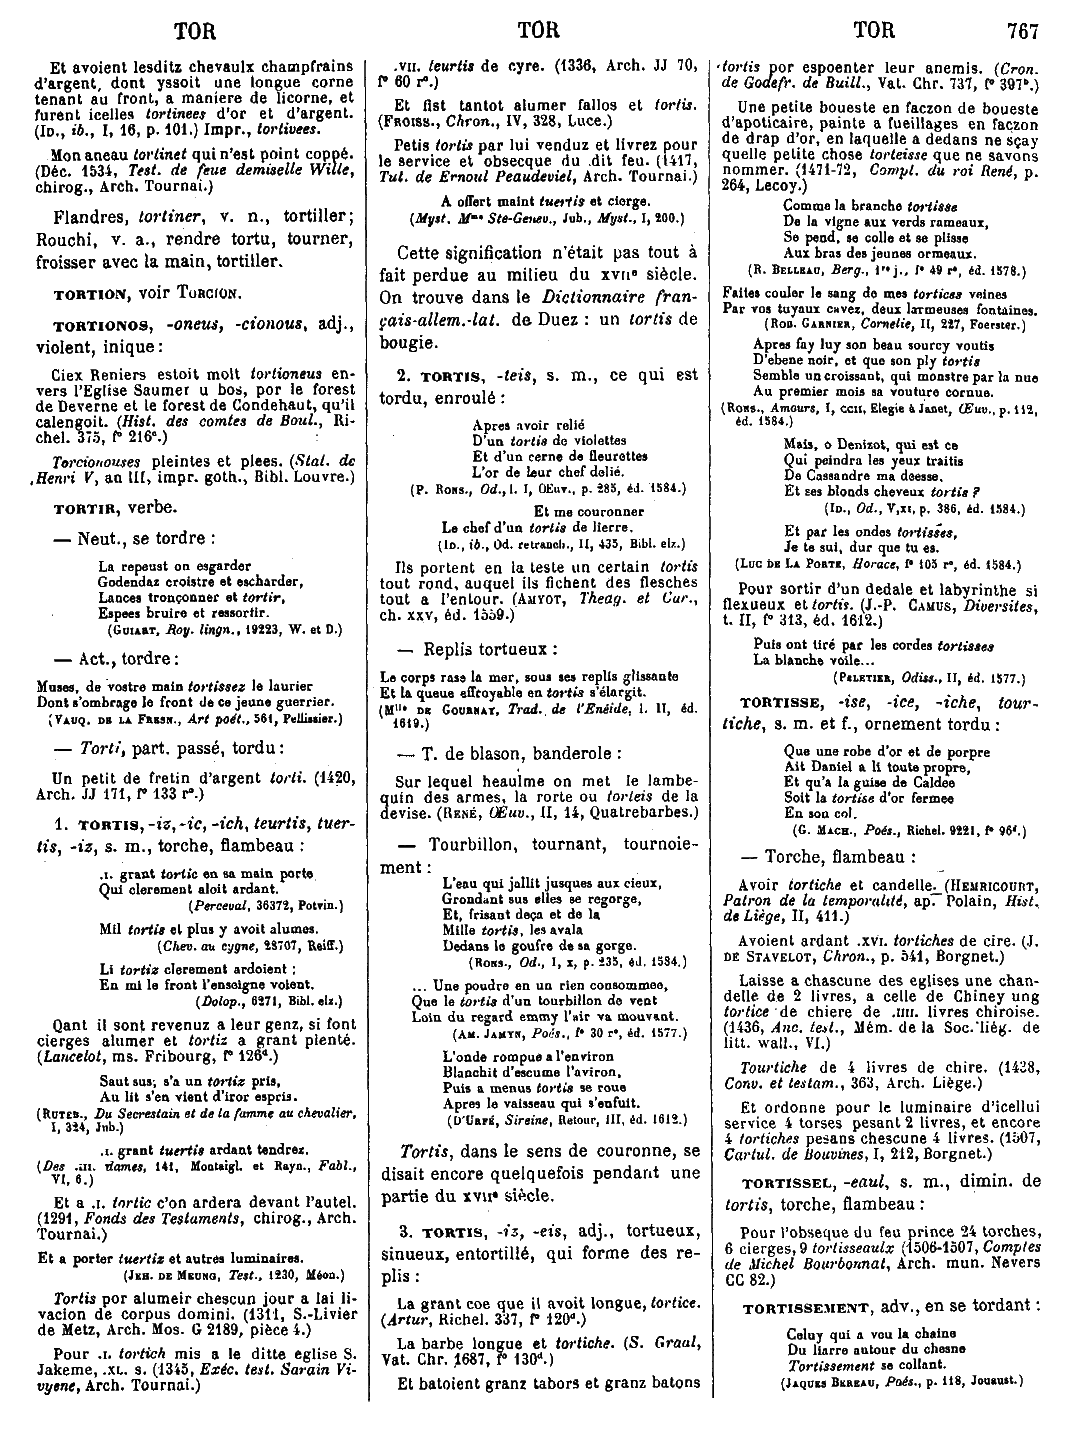 TOR
TOR
TOR
767
Et avoient lesditz chevaulx champfrains
d'argent, dont yssoit une longue corne
tenant au front, a maniere de licorne, et
furent icelles tortinees d'or et d'argent.
(ID., ib., I, 16, p. 101.) Impr., tortivees.
Mon aneau tortinet qui n'est point coppé.
(Déc. 1534, Test. de feue demiselle Wille,
chirog., Arch. Tournai.)
Flandres, tortiner, v. n., tortiller;
Rouchi, v. a., rendre tortu, tourner,
froisser avec la main, tortiller.
TORTION, voir TURCION.
TORTIONOS, -oneus, -cionous, adj.,
violent, inique :
Ciex Reniers estoit molt tortioneus en-
vers l'Eglise Saumer u bos, por le forest
de Deverne et le forest de Condehaut, qu'il
calengoit. (Hist. des comtes de Boul., Ri-
chel. 375, f° 216c.)
Torcionouses pleintes et plees. (Stat. de
Henri V, an III, impr. goth., Bibl. Louvre.)
TORTIR, verbe.
— Neut., se tordre :
La repeust on esgarder
Godendaz croistre et escharder,
Lances tronçonner et tortir,
Espees bruire et ressortir.
(GUIART, Roy. lingn., 19223, W. et D.)
— Act., tordre :
Muses, de vostre main tortissez le laurier
Dont s'ombrage le front de ce jeune guerrier.
(VAUQ. DE LA FRESN., Art poét., 561, Pellissier.)
— Torti, part. passé, tordu :
Un petit de fretin d'argent torti. (1420,
Arch. JJ 171, f° 133 r°.)
1. TORTIS, -iz, -ic, -ich, teurtis, tuer-
tis, -iz, s. m., torche, flambeau :
.I. grant tortic en sa main porte
Qui clerement aloit ardant.
(Perceval, 36372, Potvin.)
Mil tortis et plus y avoit alumes.
(Chev. au cygne, 28707, Reiff.)
Li tortiz clerement ardoient ;
En mi le front l'enseigne voient.
(Dolop., 6271, Bibl. elz.)
Qant il sont revenuz a leur genz, si font
cierges alumer et tortiz a grant plenté.
(Lancelot, ms. Fribourg, f° 126d.)
Saut sus, s'a un tortiz pris,
Au lit s'en vient d'iror espris.
(RUTEB., Du Secrestain et de la famme au chevalier,
I, 324, Jub.)
.I. grant tuertis ardant tendrez.
(Des .III. dames, 141, Montaigl. et Rayn., Fabl.,
VI, 6.)
Et a .I. tortic c'on ardera devant l'autel.
(1291, Fonds des Testaments, chirog., Arch.
Tournai.)
Et a porter tuertiz et autres luminaires.
(JEH. DE MEUNG, Test., 1230, Méon.)
Tortis por alumeir chescun jour a lai li-
vacion de corpus domini. (1311, S.-Livier
de Metz, Arch. Mos. G 2189, pièce 4.)
Pour .I. tortich mis a le ditte eglise S.
Jakeme, .XL. s. (1345, Exéc. test. Sarain Vi-
vyene, Arch. Tournai.)
.VII. teurtis de cyre. (1336, Arch. JJ 70,
f° 60 r°.)
Et fist tantot alumer fallos et tortis.
(FROISS., Chron., IV, 328, Luce.)
Petis tortis par lui venduz et livrez pour
le service et obsecque du dit feu. (1417,
Tut. de Ernoul Peaudeviel, Arch. Tournai.)
A offert maint tuertis et cierge.
(Myst. Mme Ste-Genev., Jub., Myst., I, 200.)
Cette signification n'était pas tout à
fait perdue au milieu du XVIIe siècle.
On trouve dans le Dictionnaire fran-
çais-allem.-lat. de Duez : un tortis de
bougie.
2. TORTIS, -teis, s. m., ce qui est
tordu, enroulé :
Apres avoir relié
D'un tortis de violettes
Et d'un cerne de fleurettes
L'or de leur chef delié.
(P. RONS., Od., l. I, OEuv., p. 285, éd. 1584.)
Et me couronner
Le chef d'un tortis de lierre.
(ID., ib., Od. retranch., II, 435, Bibl. elz.)
Ils portent en la teste un certain tortis
tout rond, auquel ils fichent des flesches
tout a l'entour. (AMYOT, Theag. et Car.,
ch. XXV, éd. 1559.)
— Replis tortueux :
Le corps rase la mer, sous ses replis glissante
Et la queue effroyable en tortis s'élargit.
(Mlle DE GOURNAY, Trad. de l'Enéide, l. II, éd.
1619.)
— T. de blason, banderole :
Sur lequel heaulme on met le lambe-
quin des armes, la rorte ou torteis de la
devise. (RENÉ, Œuv., II, 14, Quatrebarbes.)
— Tourbillon, tournant, tournoie-
ment :
L'eau qui jallit jusques aux cieux,
Grondant sus elles se regorge,
Et, frisant deça et de la
Mille tortis, les avala
Dedans le goufre de sa gorge.
(RONS., Od., I, X, p. 235, éd. 1584.)
... Une poudre en un rien consommee,
Que le tortis d'un tourbillon de vent
Loin du regard emmy l'air va mouvant.
(AM. JAMYN, Poés., f° 30 r°, éd. 1577.)
L'onde rompue a l'environ
Blanchit d'escume l'aviron,
Puis a menus tortis se roue
Apres le vaisseau qui s'enfuit.
(D'URFÉ, Sireine, Retour, III, éd. 1612.)
Tortis, dans le sens de couronne, se
disait encore quelquefois pendant une
partie du XVIIe siècle.
3. TORTIS, -iz, -eis, adj., tortueux,
sinueux, entortillé, qui forme des re-
plis :
La grant coe que il avoit longue, tortice.
(Artur, Richel. 337, f° 120d.)
La barbe longue et tortiche. (S. Graal,
Vat. Chr. 1687, f° 130d.)
Et batoient granz tabors et granz batons
tortis por espoenter leur anemis. (Cron.
de Godefr. de Buill., Vat. Chr. 737, f° 397b.)
Une petite boueste en faczon de boueste
d'apoticaire, painte a fueillages en faczon
de drap d'or, en laquelle a dedans ne sçay
quelle petite chose torteisse que ne savons
nommer. (1471-72, Compt. du roi René, p.
264, Lecoy.)
Comme la branche tortisse
De la vigne aux verds rameaux,
Se pend, se colle et se plisse
Aux bras des jeunes ormeaux.
(R. BELLEAU, Berg., 1re j., f° 49 r°, éd. 1578.)
Faites couler le sang de mes tortices veines
Par vos tuyaux cavez, deux larmeuses fontaines.
(ROB. GARNIER, Cornelie, II, 227, Foerster.)
Apres fay luy son beau sourcy voutis
D'ebene noir, et que son ply tortis
Semble un croissant, qui monstre par la nue
Au premier mois sa vouture cornue.
(RONS., Amours, I, CCII, Elegie à Janet, Œuv., p. 112,
éd. 1584.)
Mais, o Denizot, qui est ce
Qui peindra les yeux traitis
De Cassandre ma deesse,
Et ses blonds cheveux tortis ?
(ID., Od., V, XI, p. 386, éd. 1584.)
Et par les ondes tortisses,
Je te sui, dur que tu es.
(LUC DE LA PORTE, Horace, f° 103 r°, éd. 1584.)
Pour sortir d'un dedale et labyrinthe si
flexueux et tortis. (J.-P. CAMUS, Diversites,
t. II, f° 313, éd. 1612.)
Puis ont tiré par les cordes tortisses
La blanche voile...
(PELETIER, Odiss., II, éd. 1577.)
TORTISSE, -ise, -ice, -iche, tour-
tiche, s. m. et f., ornement tordu :
Que une robe d'or et de porpre
Ait Daniel a li toute propre,
Et qu'a la guise de Caldee
Soit la tortise d'or fermee
En son col.
(G. MACH., Poés., Richel. 9221, f° 96d.)
— Torche, flambeau :
Avoir tortiche et candelle. (HEMRICOURT,
Patron de la temporalité, ap. Polain, Hist.
de Liège, II, 411.)
Avoient ardant .XVI. tortiches de cire. (J.
DE STAVELOT, Chron., p. 541, Borgnet.)
Laisse a chascune des eglises une chan-
delle de 2 livres, a celle de Chiney ung
tortice de chiere de .IIII. livres chiroise.
(1436, Anc. test., Mém. de la Soc. liég. de
litt. wall., VI.)
Tourtiche de 4 livres de chire. (1438,
Conv. et testam., 363, Arch. Liège.)
Et ordonne pour le luminaire d'icellui
service 4 torses pesant 2 livres, et encore
4 tortiches pesans chescune 4 livres. (1507,
Cartul. de Bouvines, I, 212, Borgnet.)
TORTISSEL, -eaul, s. m., dimin. de
tortis, torche, flambeau :
Pour l'obseque du feu prince 24 torches,
6 cierges, 9 tortisseaulx (1506-1507, Comptes
de Michel Bourbonnat, Arch. mun. Nevers
CC 82.)
TORTISSEMENT, adv., en se tordant :
Celuy qui a veu la chaine
Du liarre autour du chesne
Tortissement se collant.
(JAQUES BEREAU, Poés., p. 118, Jouaust.)